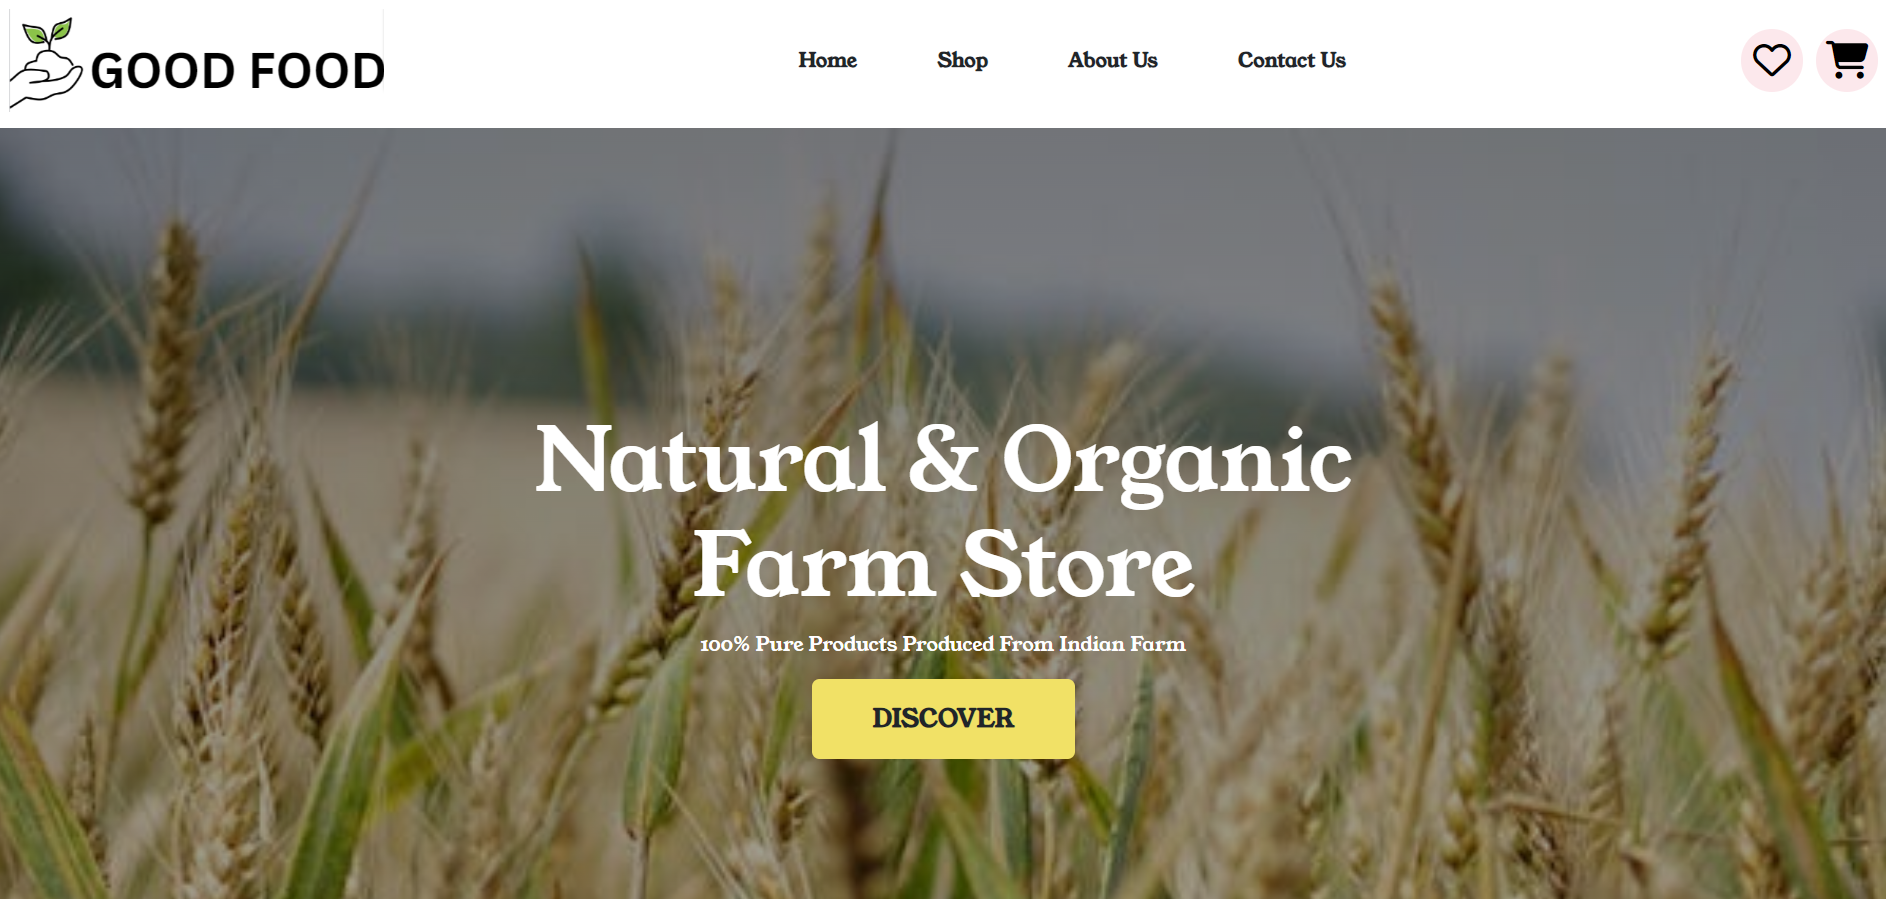 GOOD FOOD
Home
Shop
About Us
Contact Us
Natural & Organic
Farm Store
100% Pure Products Produced From Indian Farm
DISCOVER